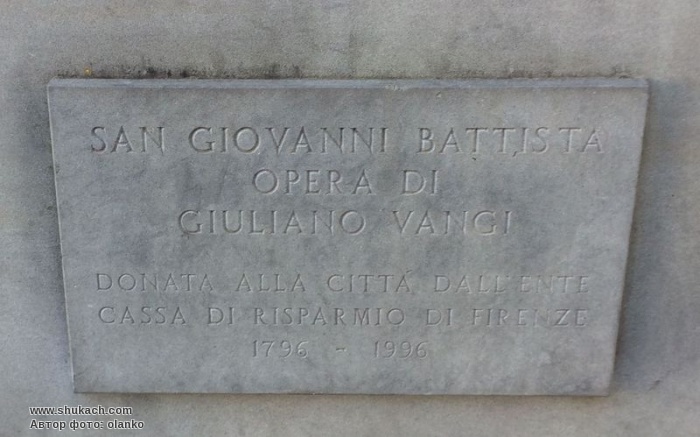 SAN GIOVANNI BATTISTA
OPERA DI
GIULIANO VANGI
DONATA ALLA CITTÁ DALL'ENTE
CASSA DI RISPARMIO DI FIRENZE
1796 - 1996
www.shukach.com
Автор фото: olanko